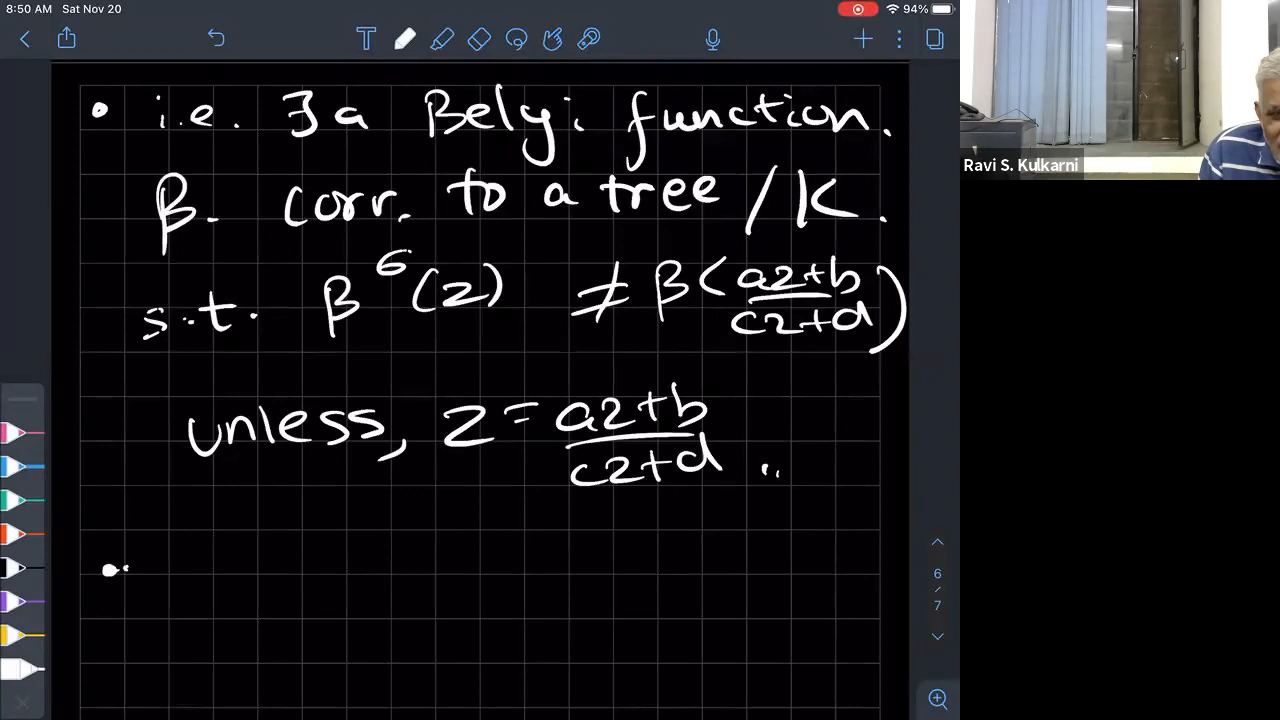 8:50 AM Sat Nov 20
94%
Ravi S. Kulkarni
• i.e. ∃ a Belyi function.
β. corr. to a tree / K.
s.t. β^σ(z) ≠ β(az+b/cz+d)
unless, z = az+b/cz+d ..
•
6
/
7